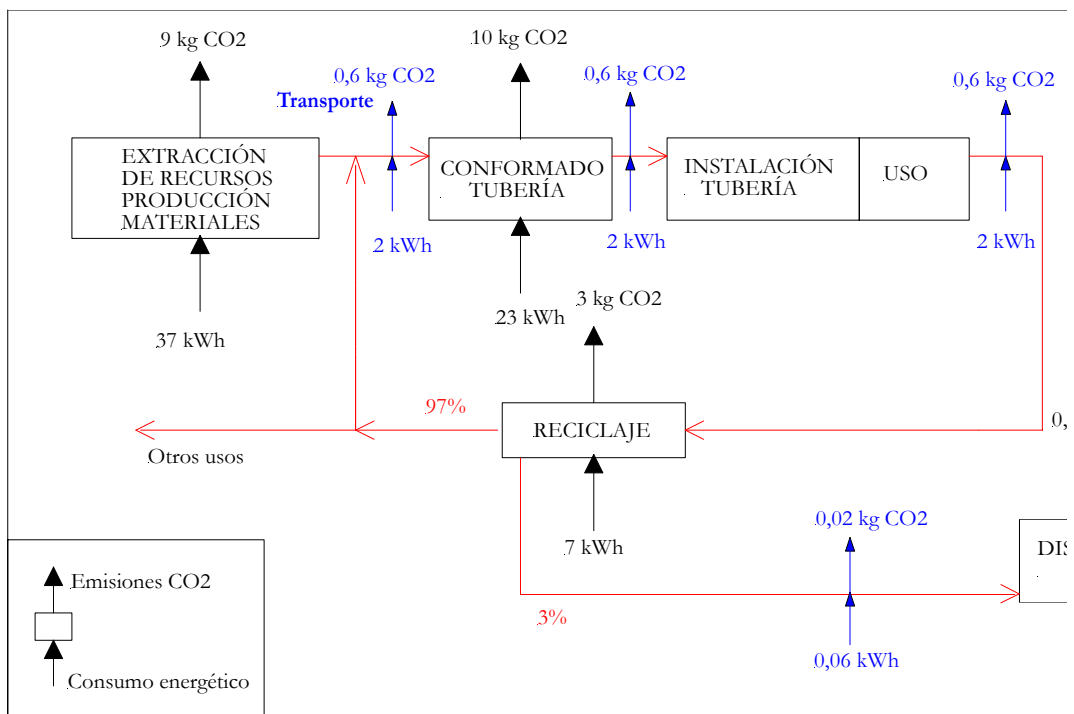 9 kg CO2
10 kg CO2
0,6 kg CO2
0,6 kg CO2
0,6 kg CO2
Transporte
EXTRACCIÓN
DE RECURSOS
PRODUCCIÓN
MATERIALES
CONFORMADO
TUBERÍA
INSTALACIÓN
TUBERÍA
USO
2 kWh
2 kWh
2 kWh
37 kWh
23 kWh
3 kg CO2
97%
RECICLAJE
0,
Otros usos
7 kWh
0,02 kg CO2
DIS
3%
0,06 kWh
Emisiones CO2
Consumo energético